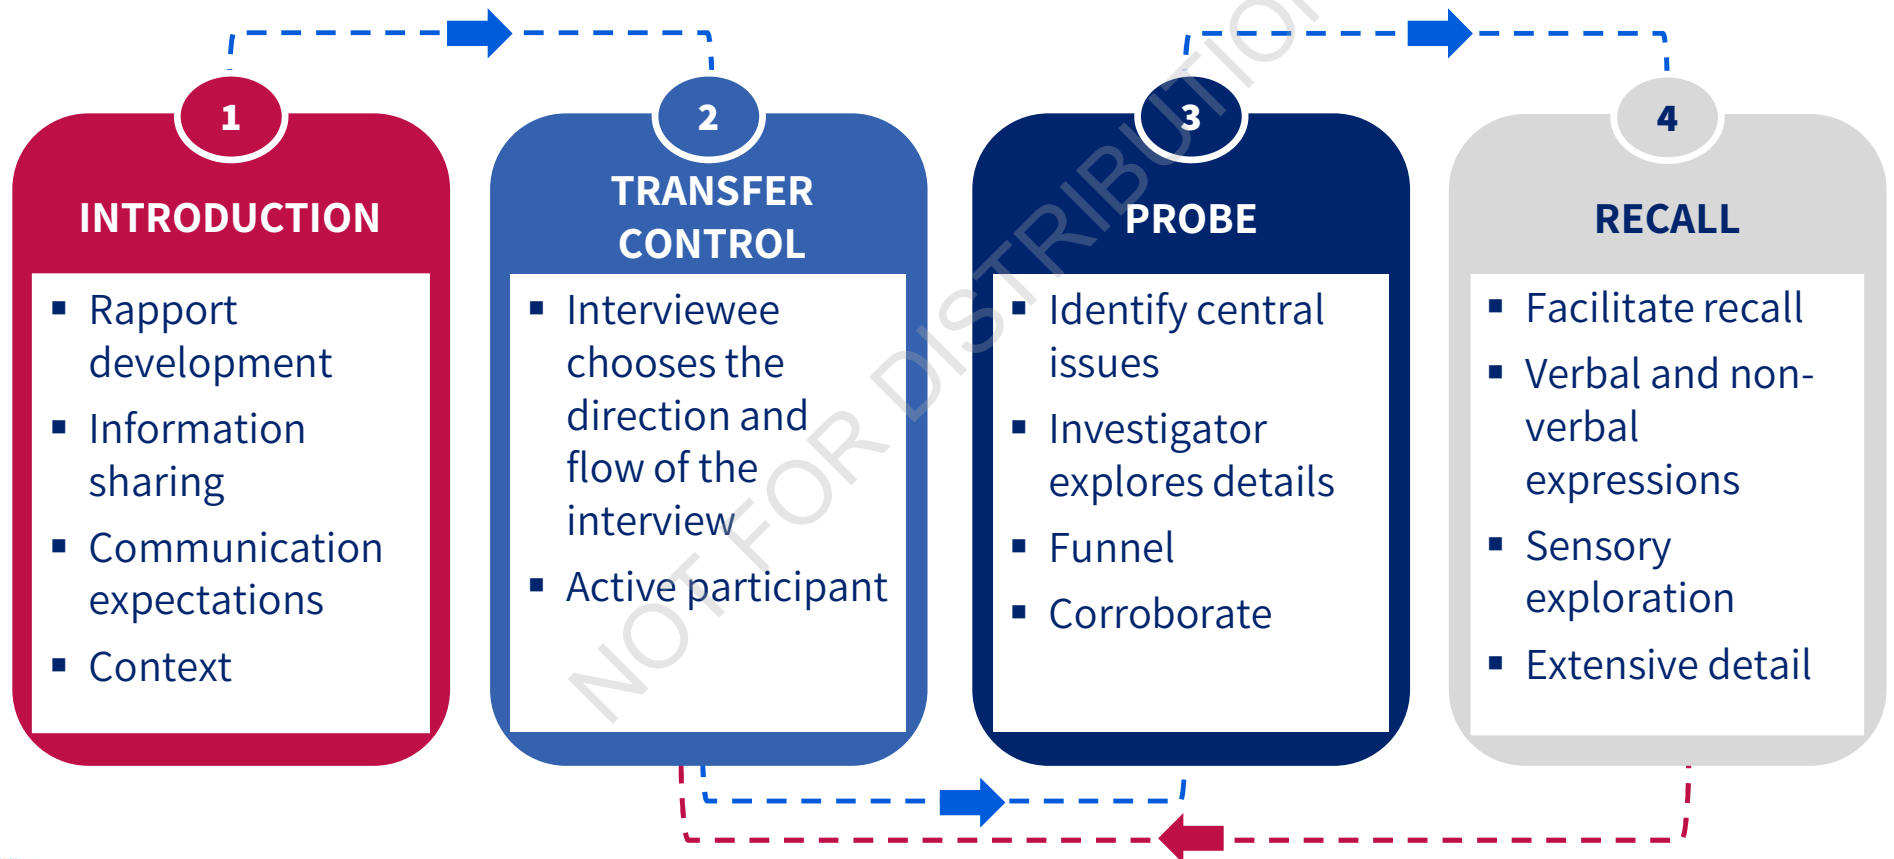 1
INTRODUCTION
▪ Rapport
development
▪ Information
sharing
▪ Communication
expectations
▪ Context
2
TRANSFER
CONTROL
▪ Interviewee
chooses the
direction and
flow of the
interview
▪ Active participant
3
PROBE
▪ Identify central
issues
▪ Investigator
explores details
▪ Funnel
▪ Corroborate
4
RECALL
▪ Facilitate recall
▪ Verbal and non-
verbal
expressions
▪ Sensory
exploration
▪ Extensive detail
NOT FOR DISTRIBUTION